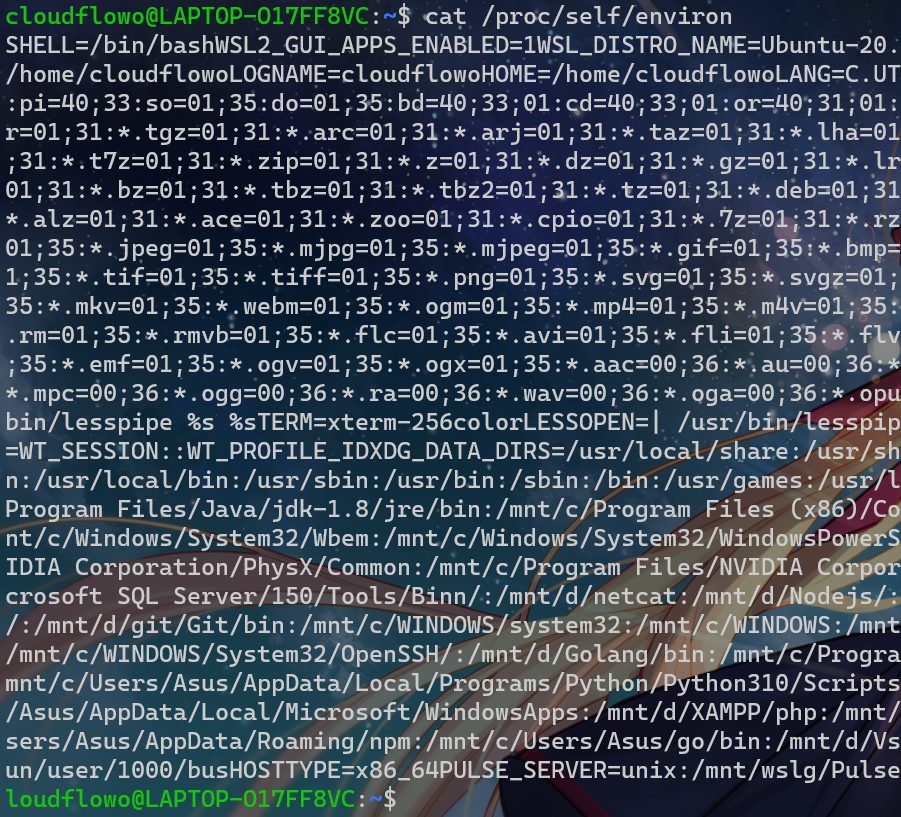 cloudflowo@LAPTOP-O17FF8VC:~$ cat /proc/self/environ
SHELL=/bin/bashWSL2_GUI_APPS_ENABLED=1WSL_DISTRO_NAME=Ubuntu-20.
/home/cloudflowoLOGNAME=cloudflowoHOME=/home/cloudflowoLANG=C.UT
:pi=40;33:so=01;35:do=01;35:bd=40;33;01:cd=40;33;01:or=40;31;01:
r=01;31:*.tgz=01;31:*.arc=01;31:*.arj=01;31:*.taz=01;31:*.lha=01
;31:*.t7z=01;31:*.zip=01;31:*.z=01;31:*.dz=01;31:*.gz=01;31:*.lr
01;31:*.bz=01;31:*.tbz=01;31:*.tbz2=01;31:*.tz=01;31:*.deb=01;31
*.alz=01;31:*.ace=01;31:*.zoo=01;31:*.cpio=01;31:*.7z=01;31:*.rz
01;35:*.jpeg=01;35:*.mjpg=01;35:*.mjpeg=01;35:*.gif=01;35:*.bmp=
1;35:*.tif=01;35:*.tiff=01;35:*.png=01;35:*.svg=01;35:*.svgz=01;
35:*.mkv=01;35:*.webm=01;35:*.ogm=01;35:*.mp4=01;35:*.m4v=01;35:
.rm=01;35:*.rmvb=01;35:*.flc=01;35:*.avi=01;35:*.fli=01;35:*.flv
;35:*.emf=01;35:*.ogv=01;35:*.ogx=01;35:*.aac=00;36:*.au=00;36:*
*.mpc=00;36:*.ogg=00;36:*.ra=00;36:*.wav=00;36:*.oga=00;36:*.opu
bin/lesspipe %s %sTERM=xterm-256colorLESSOPEN=| /usr/bin/lesspip
=WT_SESSION::WT_PROFILE_IDXDG_DATA_DIRS=/usr/local/share:/usr/sh
n:/usr/local/bin:/usr/sbin:/usr/bin:/sbin:/bin:/usr/games:/usr/l
Program Files/Java/jdk-1.8/jre/bin:/mnt/c/Program Files (x86)/Co
nt/c/Windows/System32/Wbem:/mnt/c/Windows/System32/WindowsPowerS
IDIA Corporation/PhysX/Common:/mnt/c/Program Files/NVIDIA Corpor
crosoft SQL Server/150/Tools/Binn/:/mnt/d/netcat:/mnt/d/Nodejs/:
/:/mnt/d/git/Git/bin:/mnt/c/WINDOWS/system32:/mnt/c/WINDOWS:/mnt
/mnt/c/WINDOWS/System32/OpenSSH/:/mnt/d/Golang/bin:/mnt/c/Progra
mnt/c/Users/Asus/AppData/Local/Programs/Python/Python310/Scripts
/Asus/AppData/Local/Microsoft/WindowsApps:/mnt/d/XAMPP/php:/mnt/
sers/Asus/AppData/Roaming/npm:/mnt/c/Users/Asus/go/bin:/mnt/d/Vs
un/user/1000/busHOSTTYPE=x86_64PULSE_SERVER=unix:/mnt/wslg/Pulse
loudflowo@LAPTOP-O17FF8VC:~$